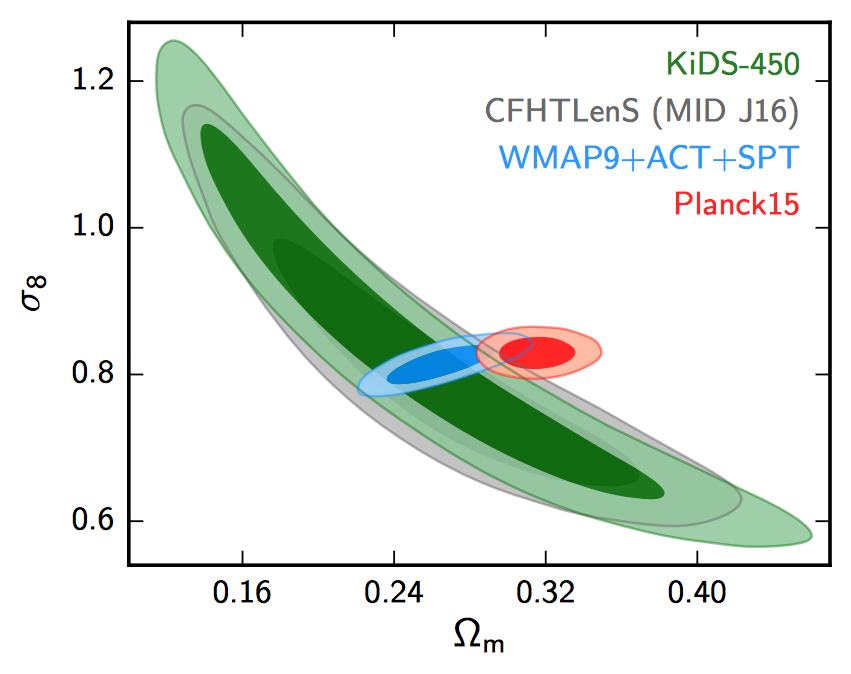 KiDS-450
CFHTLenS (MID J16)
WMAP9+ACT+SPT
Planck15
1.2
1.0
0.8
0.6
σ8
0.16 0.24 0.32 0.40
Ωm